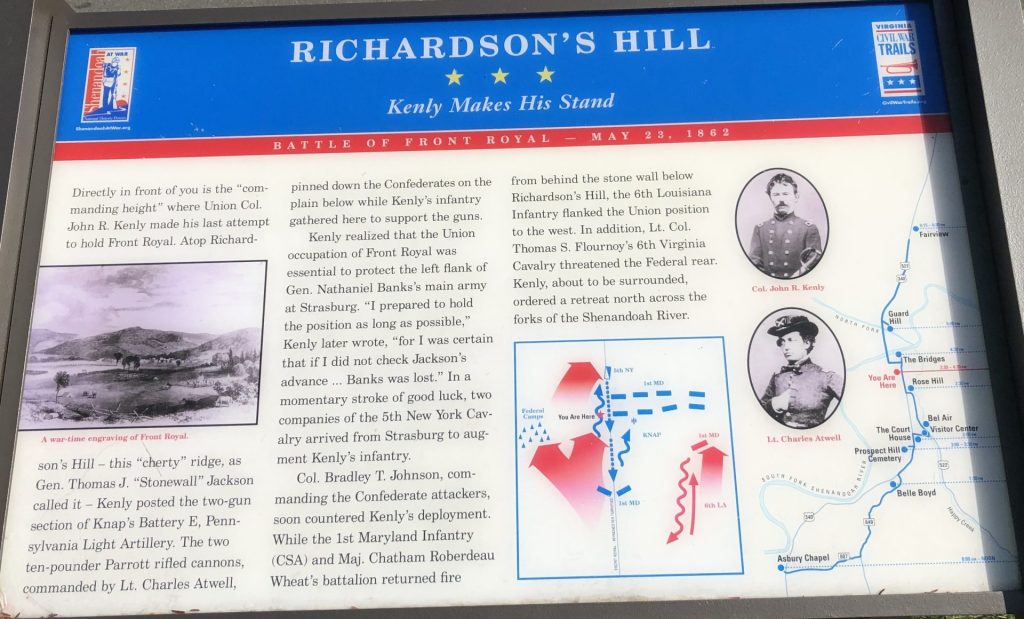 Shenandoah
AT WAR
National Historic District
ShenandoahAtWar.org
RICHARDSON'S HILL
Kenly Makes His Stand
VIRGINIA
CIVIL WAR
TRAILS
CivilWarTrails.org
BATTLE OF FRONT ROYAL — MAY 23, 1862
Directly in front of you is the "com-
manding height" where Union Col.
John R. Kenly made his last attempt
to hold Front Royal. Atop Richard-
A war-time engraving of Front Royal.
son's Hill – this "cherty" ridge, as
Gen. Thomas J. "Stonewall" Jackson
called it – Kenly posted the two-gun
section of Knap's Battery E, Penn-
sylvania Light Artillery. The two
ten-pounder Parrott rifled cannons,
commanded by Lt. Charles Atwell,
pinned down the Confederates on the
plain below while Kenly's infantry
gathered here to support the guns.
Kenly realized that the Union
occupation of Front Royal was
essential to protect the left flank of
Gen. Nathaniel Banks's main army
at Strasburg. "I prepared to hold
the position as long as possible,"
Kenly later wrote, "for I was certain
that if I did not check Jackson's
advance ... Banks was lost." In a
momentary stroke of good luck, two
companies of the 5th New York Cav-
alry arrived from Strasburg to aug-
ment Kenly's infantry.
Col. Bradley T. Johnson, com-
manding the Confederate attackers,
soon countered Kenly's deployment.
While the 1st Maryland Infantry
(CSA) and Maj. Chatham Roberdeau
Wheat's battalion returned fire
from behind the stone wall below
Richardson's Hill, the 6th Louisiana
Infantry flanked the Union position
to the west. In addition, Lt. Col.
Thomas S. Flournoy's 6th Virginia
Cavalry threatened the Federal rear.
Kenly, about to be surrounded,
ordered a retreat north across the
forks of the Shenandoah River.
5th NY
1st MD
Federal
Camps
You Are Here
KNAP
1st MD
1st MD
6th LA
Col. John R. Kenly
Lt. Charles Atwell
Fairview
522
340
NORTH FORK
Guard
Hill
The Bridges
You Are
Here
Rose Hill
Bel Air
Visitor Center
The Court
House
Prospect Hill
Cemetery
SOUTH FORK SHENANDOAH RIVER
Belle Boyd
340
649
Happy Creek
Asbury Chapel
607